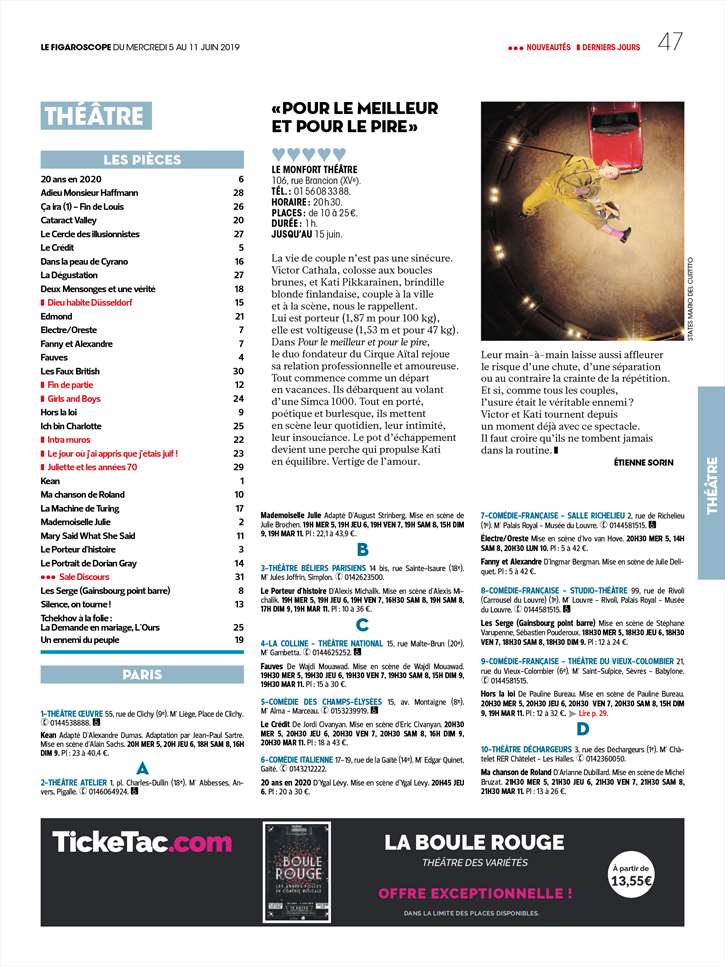 LE FIGAROSCOPE DU MERCREDI 5 AU 11 JUIN 2019
NOUVEAUTÉS DERNIERS JOURS 47
THÉÂTRE
LES PIÈCES
20 ans en 2020 6
Adieu Monsieur Haffmann 28
Ça ira (1) – Fin de Louis 26
Cataract Valley 20
Le Cercle des illusionnistes 27
Le Crédit 5
Dans la peau de Cyrano 16
La Dégustation 27
Deux Mensonges et une vérité 18
Dieu habite Düsseldorf 15
Edmond 21
Electre/Oreste 7
Fanny et Alexandre 7
Fauves 4
Les Faux British 30
Fin de partie 12
Girls and Boys 24
Hors la loi 9
Ich bin Charlotte 25
Intra muros 22
Le jour où j'ai appris que j'étais juif ! 23
Juliette et les années 70 29
Kean 1
Ma chanson de Roland 10
La Machine de Turing 17
Mademoiselle Julie 2
Mary Said What She Said 11
Le Porteur d'histoire 3
Le Portrait de Dorian Gray 14
Sale Discours 31
Les Serge (Gainsbourg point barre) 8
Silence, on tourne ! 13
Tchekhov à la folie :
La Demande en mariage, L'Ours 25
Un ennemi du peuple 19
PARIS
1-THÉÂTRE ŒUVRE 55, rue de Clichy (9e). M° Liège, Place de Clichy.
✆ 0144538888.
Kean Adapté D'Alexandre Dumas. Adaptation par Jean-Paul Sartre.
Mise en scène d'Alain Sachs. 20H MER 5, 20H JEU 6, 18H SAM 8, 16H
DIM 9. Pl : 23 à 40,4 €.
A
2-THÉÂTRE ATELIER 1, pl. Charles-Dullin (18e). M° Abbesses, An-
vers, Pigalle. ✆ 0146064924.
«POUR LE MEILLEUR
ET POUR LE PIRE»
LE MONFORT THÉÂTRE
106, rue Brancion (XVe).
TÉL. : 01 56 08 33 88.
HORAIRE : 20 h 30.
PLACES : de 10 à 25 €.
DURÉE : 1 h.
JUSQU'AU 15 juin.
La vie de couple n'est pas une sinécure.
Victor Cathala, colosse aux boucles
brunes, et Kati Pikkarainen, brindille
blonde finlandaise, couple à la ville
et à la scène, nous le rappellent.
Lui est porteur (1,87 m pour 100 kg),
elle est voltigeuse (1,53 m et 47 kg).
Dans Pour le meilleur et pour le pire,
le duo fondateur du Cirque Aïtal rejoue
sa relation professionnelle et amoureuse.
Tout commence comme un départ
en vacances. Ils débarquent au volant
d'une Simca 1000. Tout en porté,
poétique et burlesque, ils mettent
en scène leur quotidien, leur intimité,
leur insouciance. Le pot d'échappement
devient une perche qui propulse Kati
en équilibre. Vertige de l'amour.
STATES MARIO DEL CURTITO
Leur main-à-main laisse aussi affleurer
le risque d'une chute, d'une séparation
ou au contraire la crainte de la répétition.
Et si, comme tous les couples,
l'usure était le véritable ennemi ?
Victor et Kati tournent depuis
un moment déjà avec ce spectacle.
Il faut croire qu'ils ne tombent jamais
dans la routine.
ÉTIENNE SORIN
THÉÂTRE
Mademoiselle Julie Adapté D'August Strinberg. Mise en scène de
Julie Brochen. 19H MER 5, 19H JEU 6, 19H VEN 7, 19H SAM 8, 15H DIM
9, 19H MAR 11. Pl : 22,1 à 43,9 €.
B
3-THÉÂTRE BÉLIERS PARISIENS 14 bis, rue Sainte-Isaure (18e).
M° Jules Joffrin, Simplon. ✆ 0142623500.
Le Porteur d'histoire D'Alexis Michalik. Mise en scène d'Alexis Mi-
chalik. 19H MER 5, 19H JEU 6, 19H VEN 7, 16H30 SAM 8, 19H SAM 8,
17H DIM 9, 19H MAR 11. Pl : 10 à 36 €.
C
4-LA COLLINE – THÉÂTRE NATIONAL 15, rue Malte-Brun (20e).
M° Gambetta. ✆ 0144625252.
Fauves De Wajdi Mouawad. Mise en scène de Wajdi Mouawad.
19H30 MER 5, 19H30 JEU 6, 19H30 VEN 7, 19H30 SAM 8, 15H DIM 9,
19H30 MAR 11. Pl : 15 à 30 €.
5-COMÉDIE DES CHAMPS-ÉLYSÉES 15, av. Montaigne (8e).
M° Alma – Marceau. ✆ 0153239919.
Le Crédit De Jordi Civanyan. Mise en scène d'Eric Civanyan. 20H30
MER 5, 20H30 JEU 6, 20H30 VEN 7, 20H30 SAM 8, 16H DIM 9,
20H30 MAR 11. Pl : 18 à 43 €.
6-COMÉDIE ITALIENNE 17-19, rue de la Gaîté (14e). M° Edgar Quinet,
Gaité. ✆ 0143212222.
20 ans en 2020 D'Ygal Lévy. Mise en scène d'Ygal Lévy. 20H45 JEU
6. Pl : 20 à 30 €.
7-COMÉDIE-FRANÇAISE – SALLE RICHELIEU 2, rue de Richelieu
(1e). M° Palais Royal – Musée du Louvre. ✆ 0144581515.
Électre/Oreste Mise en scène d'Ivo van Hove. 20H30 MER 5, 14H
SAM 8, 20H30 LUN 10. Pl : 5 à 42 €.
Fanny et Alexandre D'Ingmar Bergman. Mise en scène de Julie Deli-
quet. Pl : 5 à 42 €.
8-COMÉDIE-FRANÇAISE – STUDIO-THÉÂTRE 99, rue de Rivoli
(Carrousel du Louvre) (1e). M° Louvre – Rivoli, Palais Royal – Musée
du Louvre. ✆ 0144581515.
Les Serge (Gainsbourg point barre) Mise en scène de Stéphane
Varupenne, Sébastien Pouderoux. 18H30 MER 5, 18H30 JEU 6, 18H30
VEN 7, 18H30 SAM 8, 18H30 DIM 9. Pl : 12 à 24 €.
9-COMÉDIE-FRANÇAISE – THÉÂTRE DU VIEUX-COLOMBIER 21,
rue du Vieux-Colombier (6e). M° Saint-Sulpice, Sèvres – Babylone.
✆ 0144581515.
Hors la loi De Pauline Bureau. Mise en scène de Pauline Bureau.
20H30 MER 5, 20H30 JEU 6, 20H30 VEN 7, 20H30 SAM 8, 15H DIM
9, 19H MAR 11. Pl : 12 à 32 €. ▶ Lire p. 29.
D
10-THÉÂTRE DÉCHARGEURS 3, rue des Déchargeurs (1e). M° Châ-
telet RER Châtelet – Les Halles. ✆ 0142360050.
Ma chanson de Roland D'Arianne Dubillard. Mise en scène de Michel
Bruzat. 21H30 MER 5, 21H30 JEU 6, 21H30 VEN 7, 21H30 SAM 8,
21H30 MAR 11. Pl : 13 à 26 €.
TickeTac.com
BOULE
ROUGE
LA BOULE ROUGE
THÉÂTRE DES VARIÉTÉS
OFFRE EXCEPTIONNELLE !
DANS LA LIMITE DES PLACES DISPONIBLES.
À partir de
13,55€